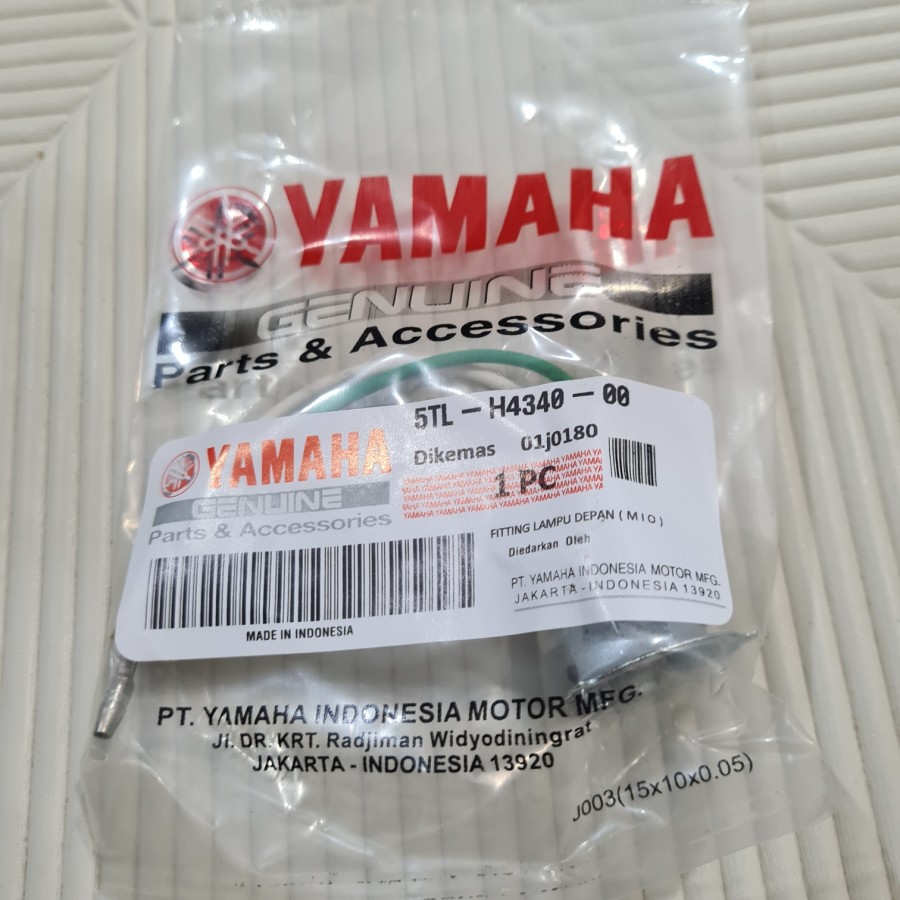 YAMAHA
GENUINE
Parts & Accessories
5TL-H4340-00
Dikemas 01j0180
1 PC
YAMAHA
GENUINE
Parts & Accessories
FITTING LAMPU DEPAN (MIO)
Diedarkan Oleh
PT. YAMAHA INDONESIA MOTOR MFG.
JAKARTA - INDONESIA 13920
MADE IN INDONESIA
PT. YAMAHA INDONESIA MOTOR MFG.
Jl. DR. KRT. Radjiman Widyodiningrat
JAKARTA - INDONESIA 13920
J003(15x10x0.05)